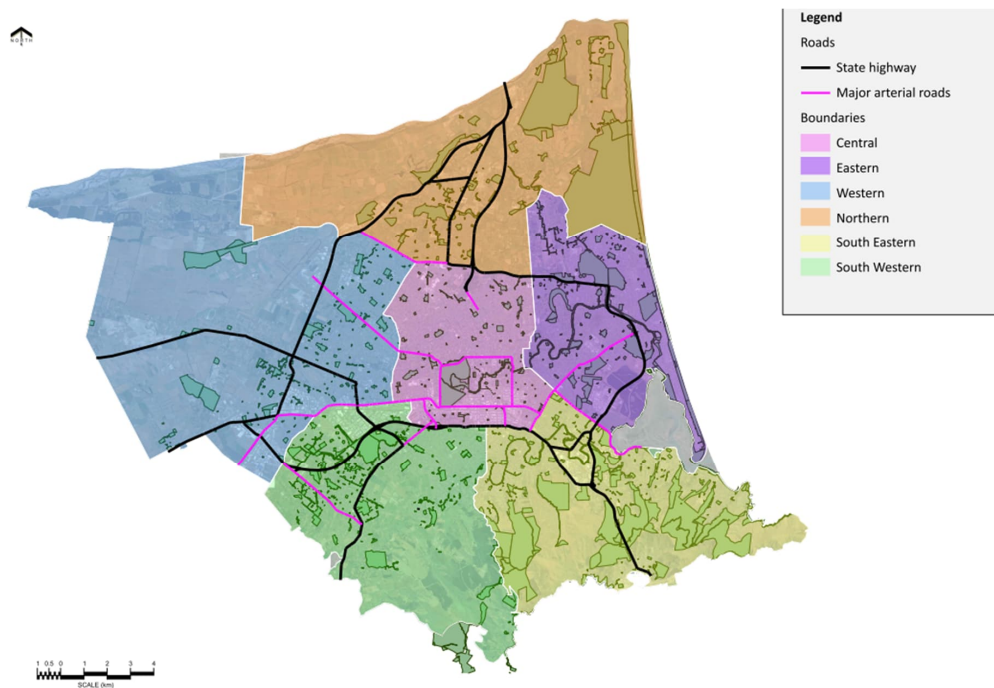 NORTH
Legend
Roads
State highway
Major arterial roads
Boundaries
Central
Eastern
Western
Northern
South Eastern
South Western
1 0.5 0 1 2 3 4
SCALE (km)